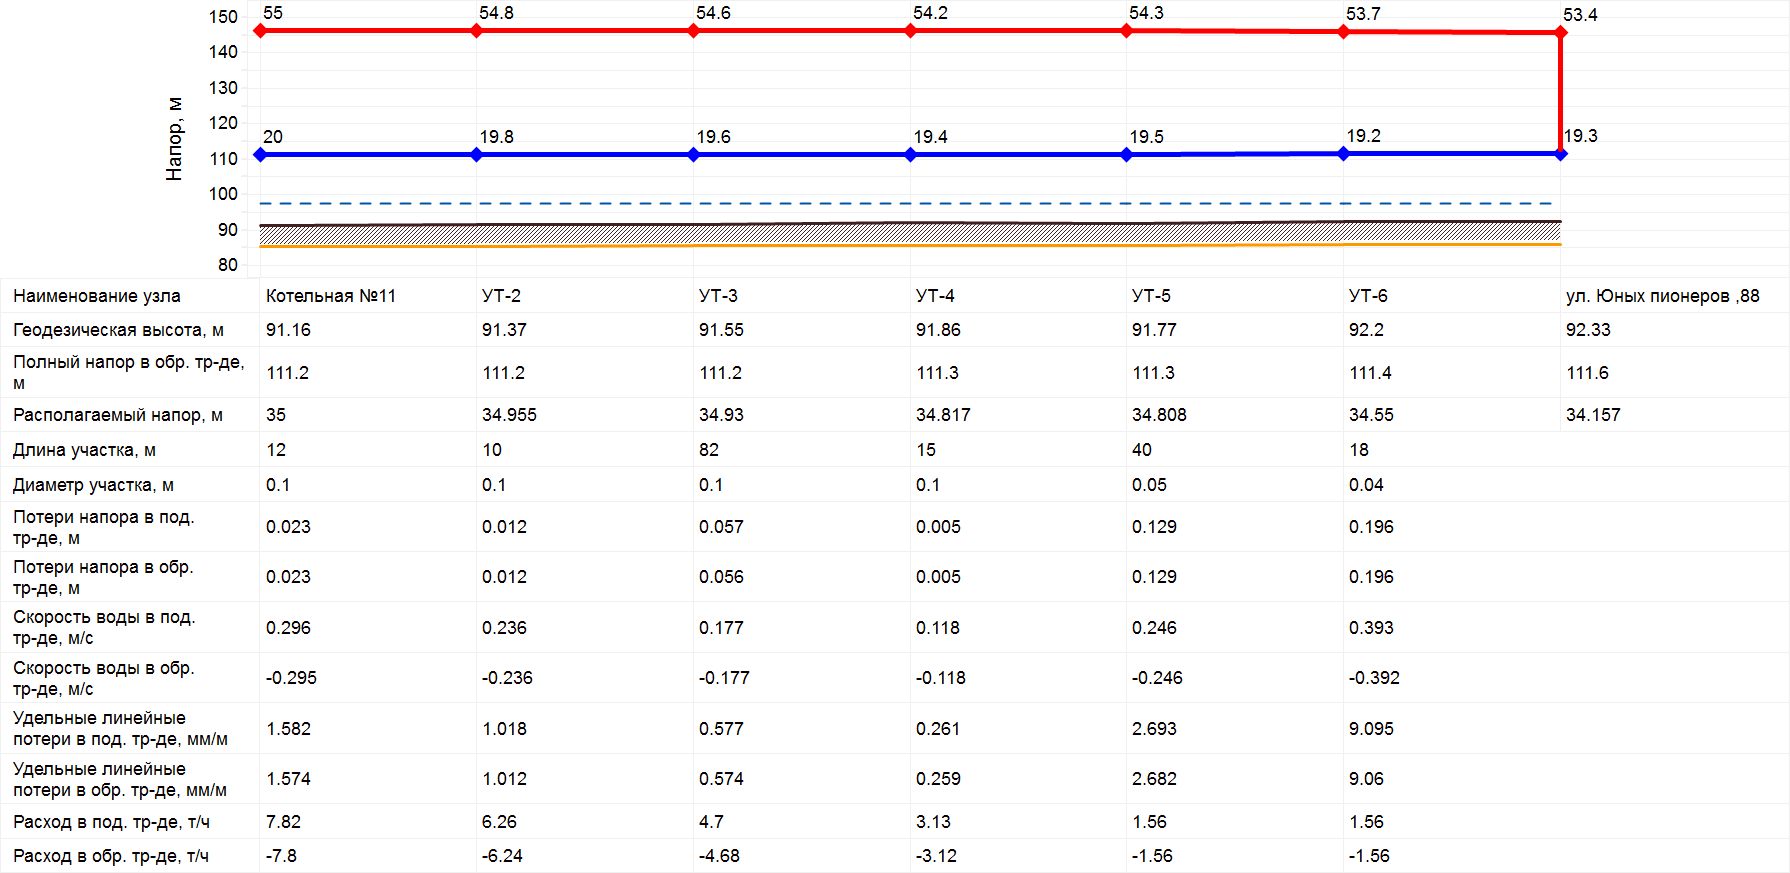 150
140
130
120
110
100
90
80
Напор, м
55
54.8
54.6
54.2
54.3
53.7
53.4
20
19.8
19.6
19.4
19.5
19.2
19.3
Наименование узла Котельная №11 УТ-2 УТ-3 УТ-4 УТ-5 УТ-6 ул. Юных пионеров ,88
Геодезическая высота, м 91.16 91.37 91.55 91.86 91.77 92.2 92.33
Полный напор в обр. тр-де,
м
111.2 111.2 111.2 111.3 111.3 111.4 111.6
Располагаемый напор, м 35 34.955 34.93 34.817 34.808 34.55 34.157
Длина участка, м 12 10 82 15 40 18
Диаметр участка, м 0.1 0.1 0.1 0.1 0.05 0.04
Потери напора в под.
тр-де, м
0.023 0.012 0.057 0.005 0.129 0.196
Потери напора в обр.
тр-де, м
0.023 0.012 0.056 0.005 0.129 0.196
Скорость воды в под.
тр-де, м/с
0.296 0.236 0.177 0.118 0.246 0.393
Скорость воды в обр.
тр-де, м/с
-0.295 -0.236 -0.177 -0.118 -0.246 -0.392
Удельные линейные
потери в под. тр-де, мм/м
1.582 1.018 0.577 0.261 2.693 9.095
Удельные линейные
потери в обр. тр-де, мм/м
1.574 1.012 0.574 0.259 2.682 9.06
Расход в под. тр-де, т/ч 7.82 6.26 4.7 3.13 1.56 1.56
Расход в обр. тр-де, т/ч -7.8 -6.24 -4.68 -3.12 -1.56 -1.56